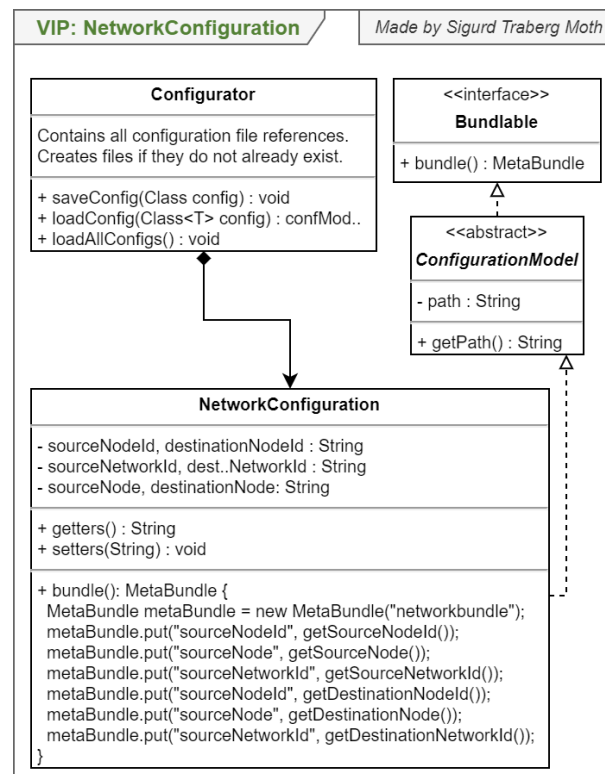 VIP: NetworkConfiguration
Made by Sigurd Traberg Moth
Configurator
Contains all configuration file references.
Creates files if they do not already exist.
+ saveConfig(Class config) : void
+ loadConfig(Class<T> config) : confMod..
+ loadAllConfigs() : void
<<interface>>
Bundlable
+ bundle() : MetaBundle
<<abstract>>
ConfigurationModel
- path : String
+ getPath() : String
NetworkConfiguration
- sourceNodeId, destinationNodeId : String
- sourceNetworkId, dest..NetworkId : String
- sourceNode, destinationNode: String
+ getters() : String
+ setters(String) : void
+ bundle(): MetaBundle {
MetaBundle metaBundle = new MetaBundle("networkbundle");
metaBundle.put("sourceNodeId", getSourceNodeId());
metaBundle.put("sourceNode", getSourceNode());
metaBundle.put("sourceNetworkId", getSourceNetworkId());
metaBundle.put("sourceNodeId", getDestinationNodeId());
metaBundle.put("sourceNode", getDestinationNode());
metaBundle.put("sourceNetworkId", getDestinationNetworkId());
}